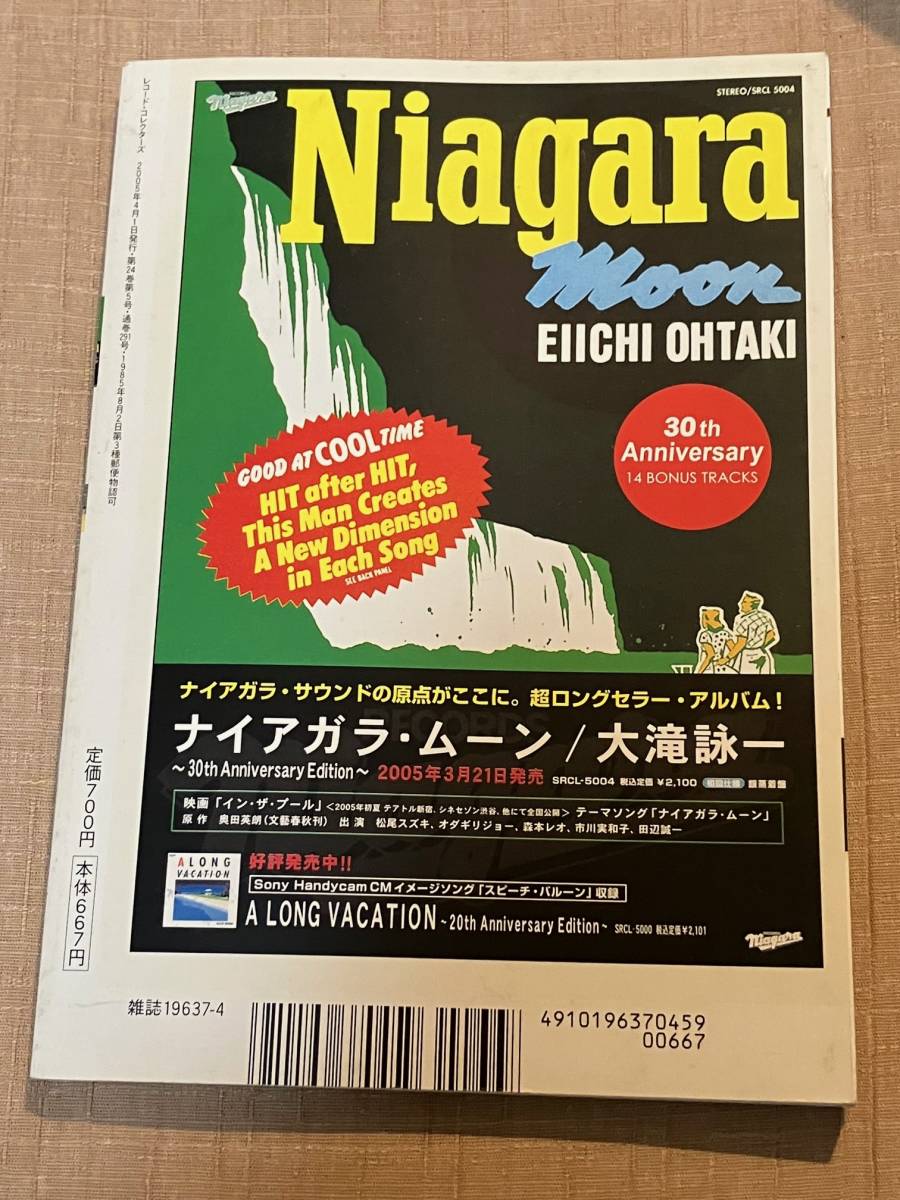 レコード・コレクターズ 2005年4月1日発行・第24巻第5号・通巻291号・1985年8月2日第3種郵便物認可
Niagara
STEREO/SRCL 5004
Niagara
moon
EIICHI OHTAKI
30th
Anniversary
14 BONUS TRACKS
GOOD AT COOL TIME
HIT after HIT,
This Man Creates
A New Dimension
in Each Song
SEE BACK PANEL
ナイアガラ・サウンドの原点がここに。超ロングセラー・アルバム！
RECORDS
ナイアガラ・ムーン / 大滝詠一
～30th Anniversary Edition～ 2005年3月21日発売 SRCL-5004 税込定価￥2,100 初回仕様 銀蒸着盤
映画「イン・ザ・プール」<2005年初夏 テアトル新宿、シネセゾン渋谷、他にて全国公開> テーマソング「ナイアガラ・ムーン」
原作 奥田英朗(文藝春秋刊) 出演 松尾スズキ、オダギリジョー、森本レオ、市川実和子、田辺誠一
A LONG
VACATION
好評発売中!!
Sony Handycam CMイメージソング「スピーチ・バルーン」収録
A LONG VACATION ～20th Anniversary Edition～ SRCL-5000 税込定価￥2,101
Niagara
定価700円 本体667円
雑誌19637-4
4910196370459
00667